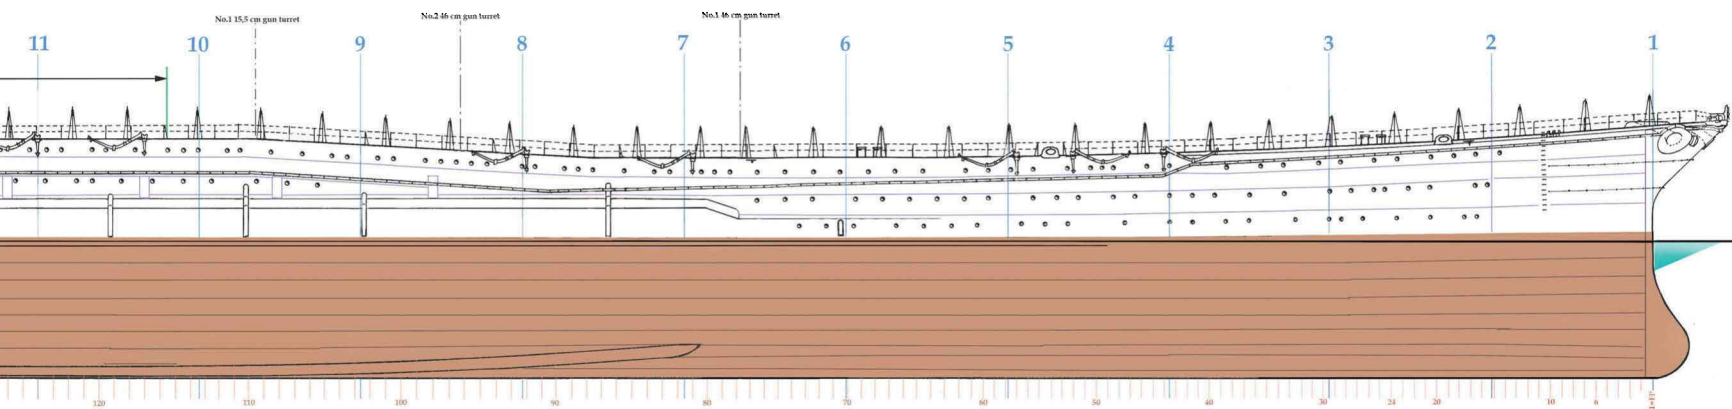 No.1 15,5 cm gun turret
No.2 46 cm gun turret
No.1 46 cm gun turret
11 10 9 8 7 6 5 4 3 2 1
120 110 100 90 80 70 60 50 40 30 24 20 10 6